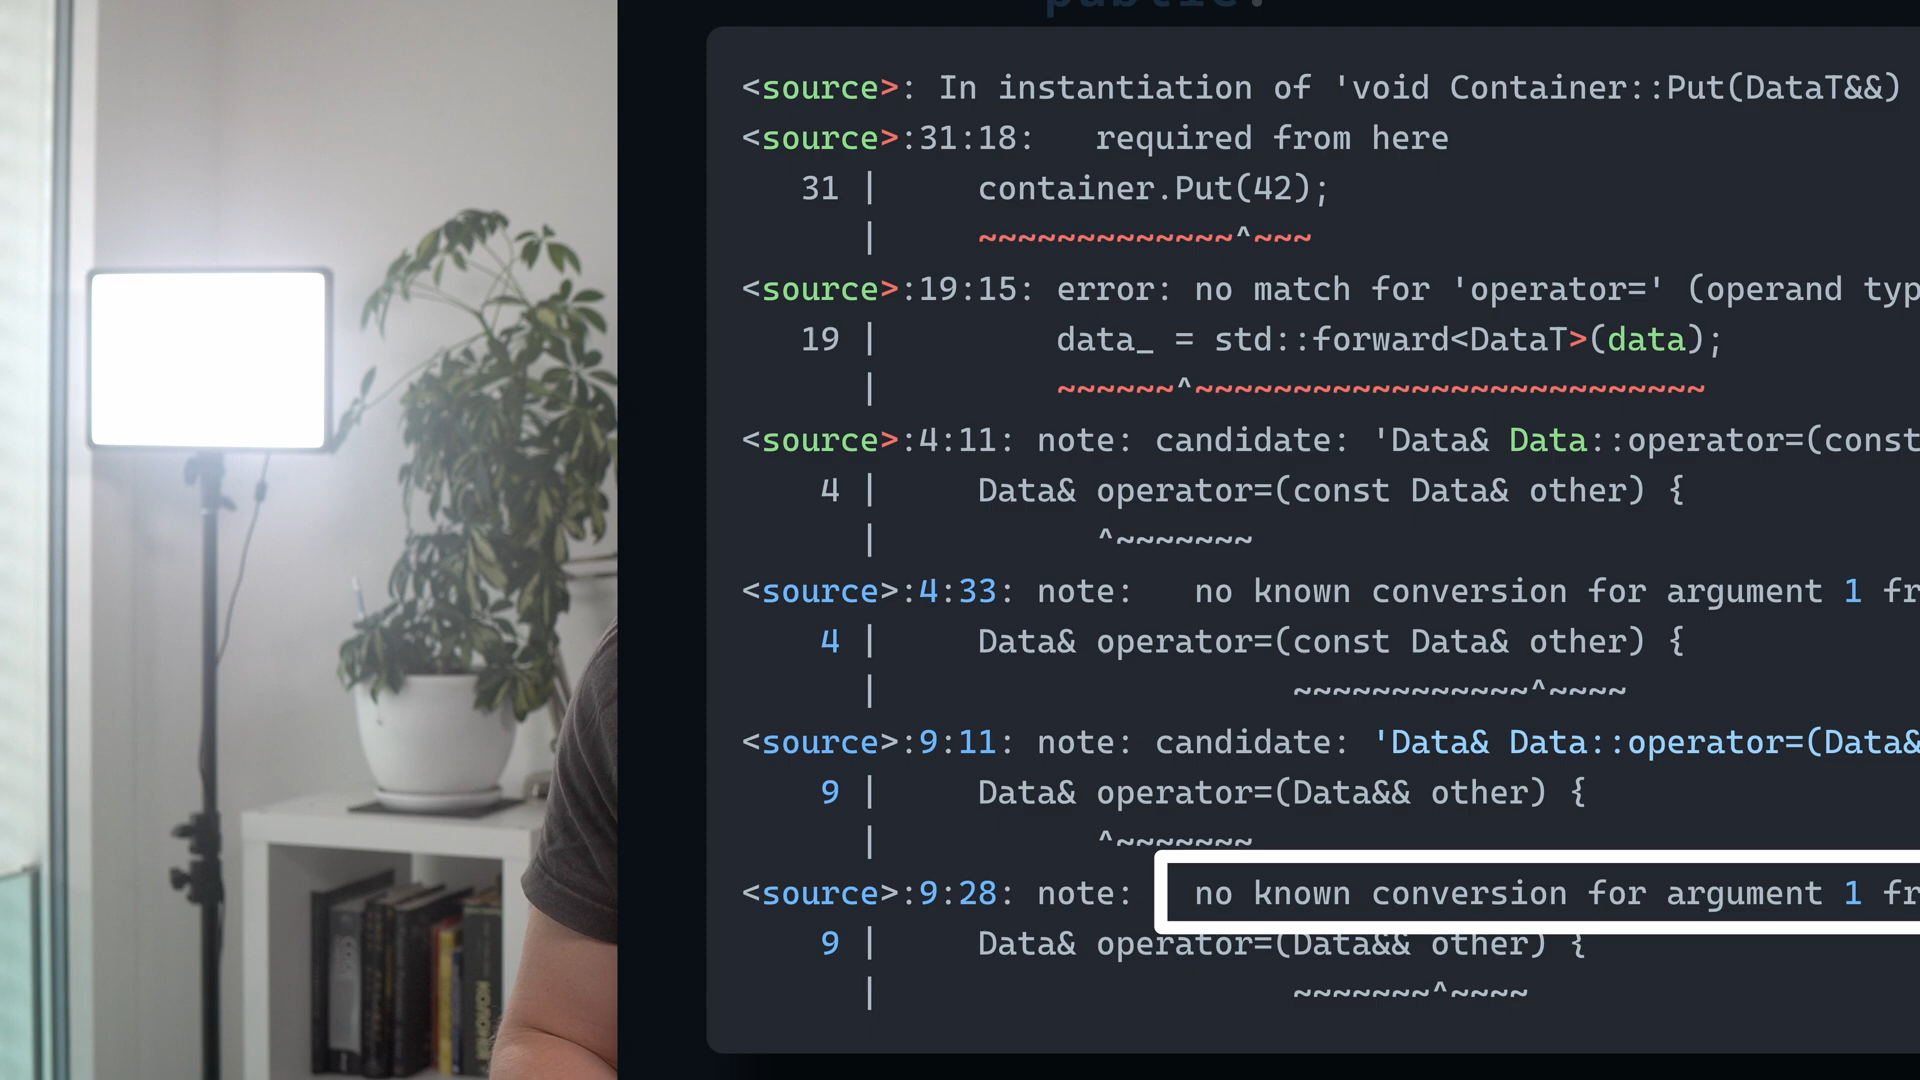 public:
<source>: In instantiation of 'void Container::Put(DataT&&)
<source>:31:18:   required from here
   31 |     container.Put(42);
      |     ~~~~~~~~~~~~~^~~~
<source>:19:15: error: no match for 'operator=' (operand typ
   19 |         data_ = std::forward<DataT>(data);
      |         ~~~~~~^~~~~~~~~~~~~~~~~~~~~~~~~~~
<source>:4:11: note: candidate: 'Data& Data::operator=(const
    4 |     Data& operator=(const Data& other) {
      |           ^~~~~~~~
<source>:4:33: note:   no known conversion for argument 1 fr
    4 |     Data& operator=(const Data& other) {
      |                     ~~~~~~~~~~~~^~~~~
<source>:9:11: note: candidate: 'Data& Data::operator=(Data&
    9 |     Data& operator=(Data&& other) {
      |           ^~~~~~~~
<source>:9:28: note:   no known conversion for argument 1 fr
    9 |     Data& operator=(Data&& other) {
      |                     ~~~~~~~^~~~~